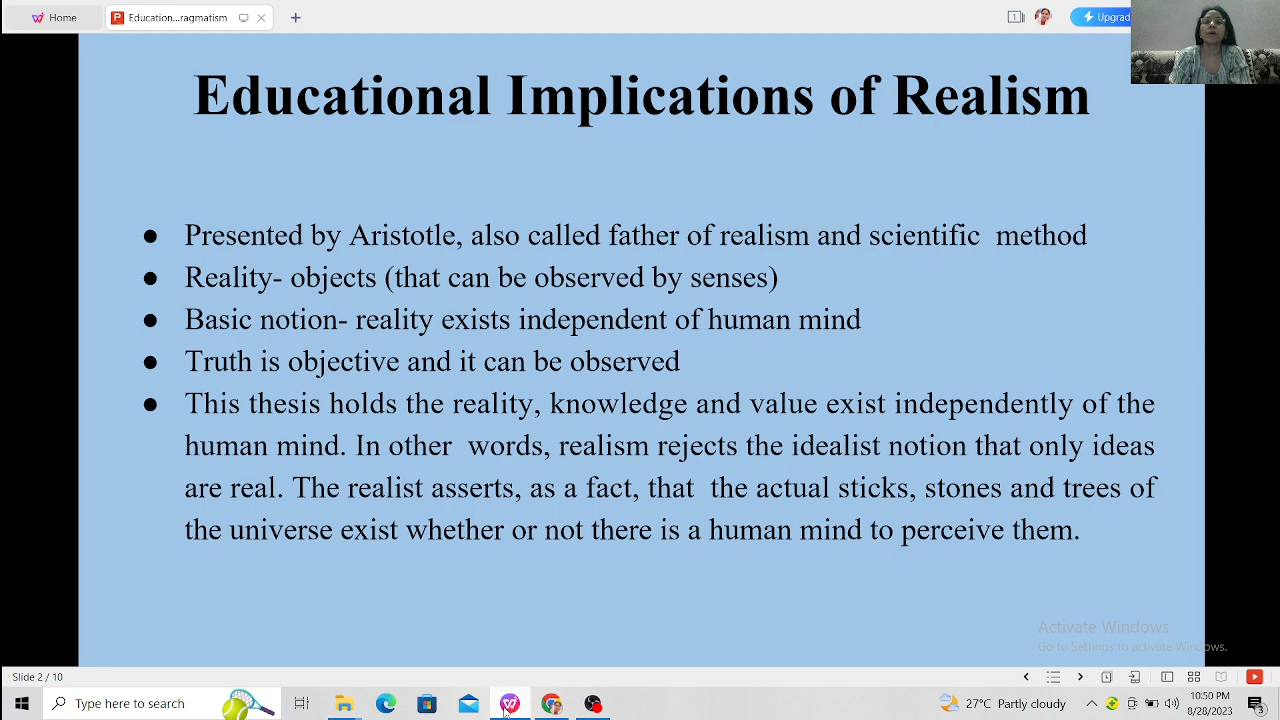 Home
Education...ragmatism
1
Upgrad
Educational Implications of Realism
● Presented by Aristotle, also called father of realism and scientific method
● Reality- objects (that can be observed by senses)
● Basic notion- reality exists independent of human mind
● Truth is objective and it can be observed
● This thesis holds the reality, knowledge and value exist independently of the
human mind. In other words, realism rejects the idealist notion that only ideas
are real. The realist asserts, as a fact, that the actual sticks, stones and trees of
the universe exist whether or not there is a human mind to perceive them.
Activate Windows
Go to Settings to activate Windows.
Slide 2 / 10
Type here to search
27°C Partly cloudy
10:50 PM
8/28/2023
3